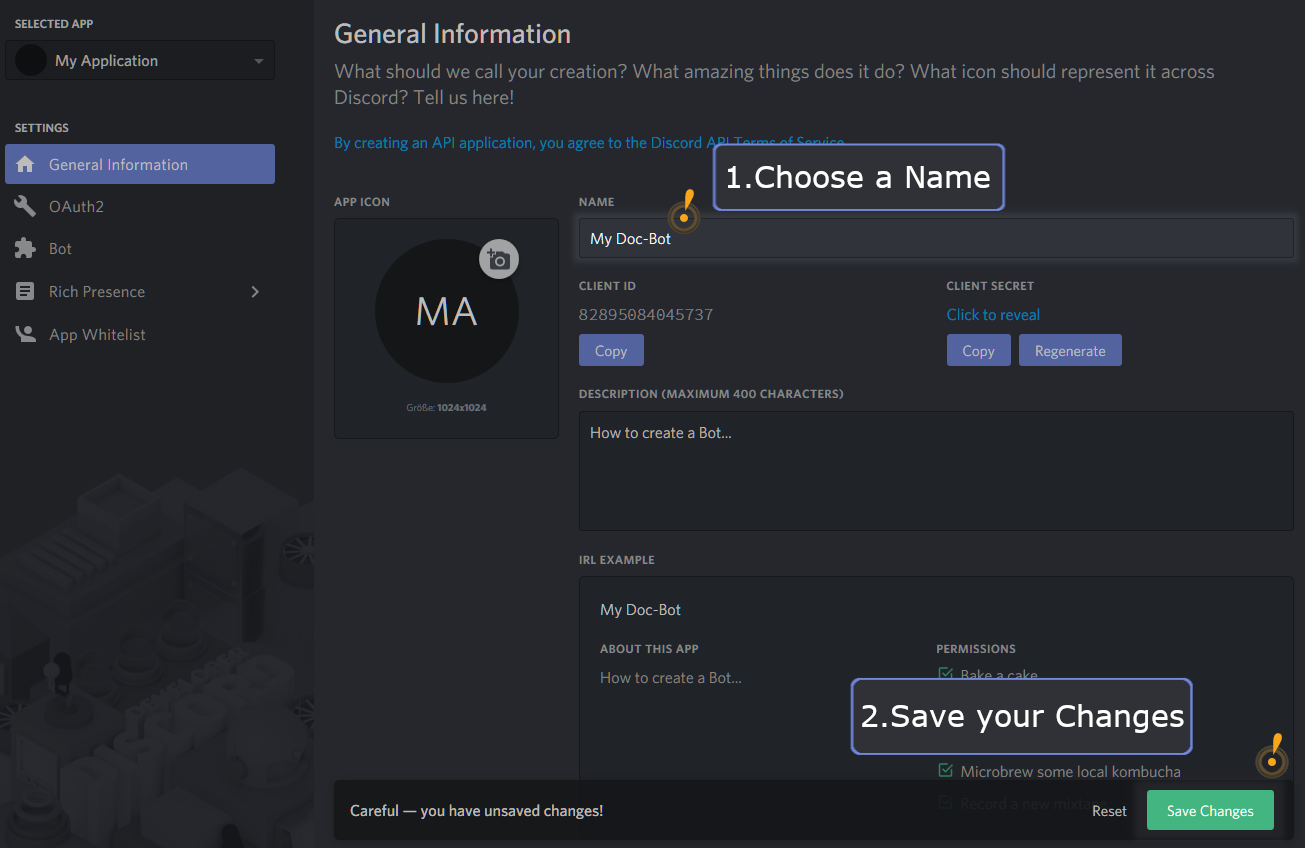 SELECTED APP
My Application
SETTINGS
General Information
OAuth2
Bot
Rich Presence
App Whitelist
General Information
What should we call your creation? What amazing things does it do? What icon should represent it across
Discord? Tell us here!
By creating an API application, you agree to the Discord API Terms of Service
1.Choose a Name
APP ICON
MA
Größe: 1024x1024
NAME
My Doc-Bot
CLIENT ID
82895084045737
Copy
CLIENT SECRET
Click to reveal
Copy
Regenerate
DESCRIPTION (MAXIMUM 400 CHARACTERS)
How to create a Bot...
IRL EXAMPLE
My Doc-Bot
ABOUT THIS APP
How to create a Bot...
PERMISSIONS
Bake a cake
2.Save your Changes
Microbrew some local kombucha
Record a new
Careful — you have unsaved changes!
Reset
Save Changes